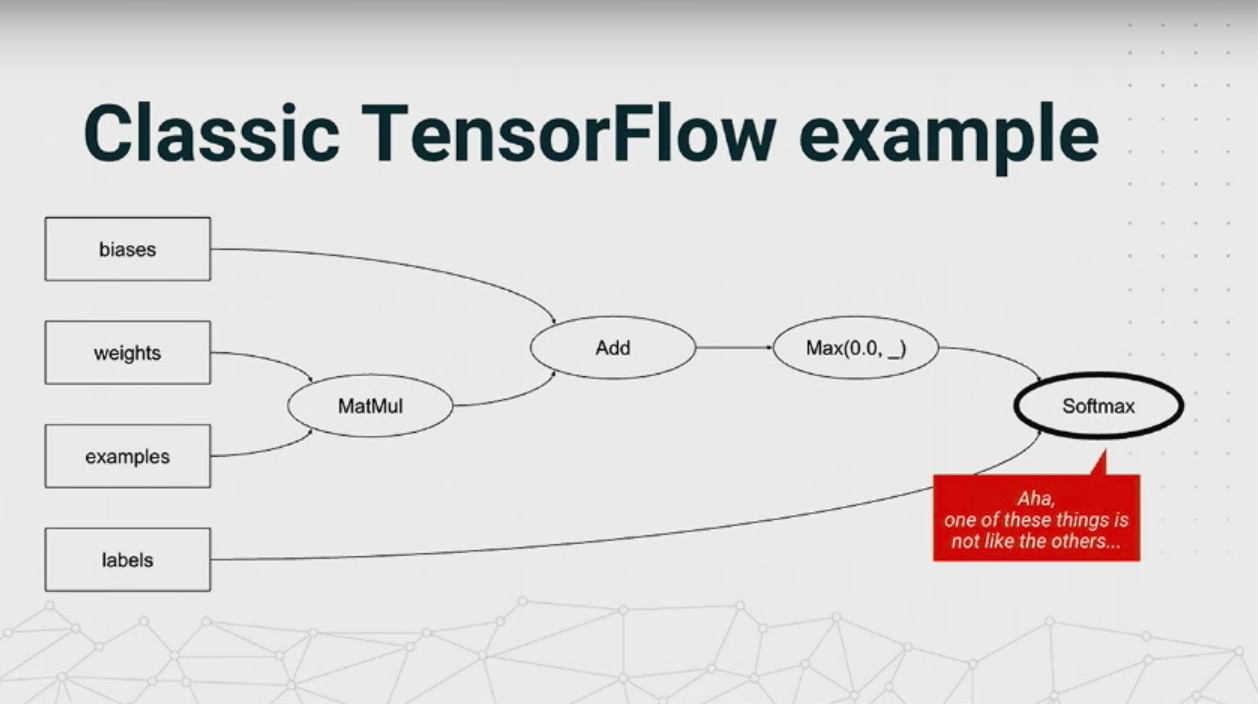 Classic TensorFlow example
biases
weights
examples
labels
MatMul
Add
Max(0.0, _)
Softmax
Aha,
one of these things is
not like the others...